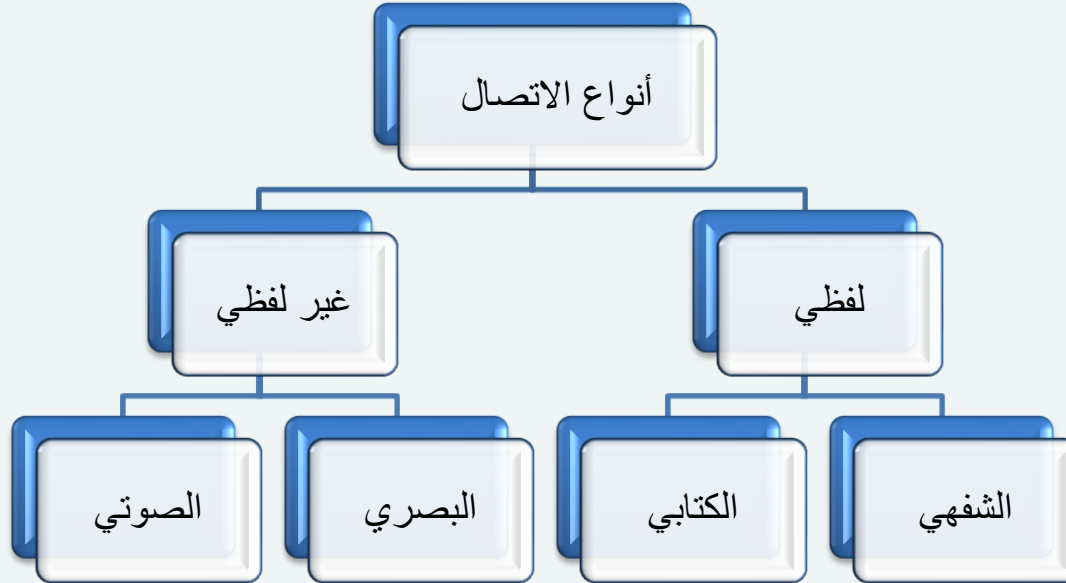 أنواع الاتصال
لفظي
غير لفظي
الشفهي
الكتابي
البصري
الصوتي